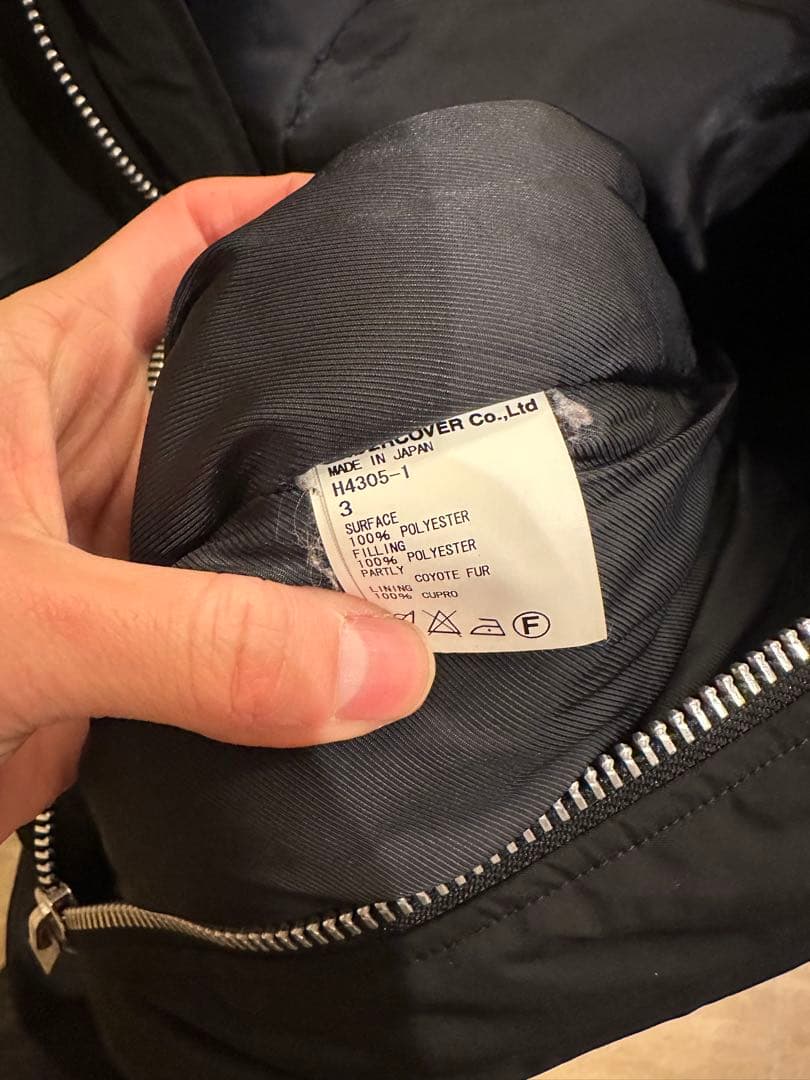 UNDERCOVER Co.,Ltd
MADE IN JAPAN
H4305-1
3
SURFACE
100% POLYESTER
FILLING
100% POLYESTER
PARTLY COYOTE FUR
LINING
100% CUPRO
F